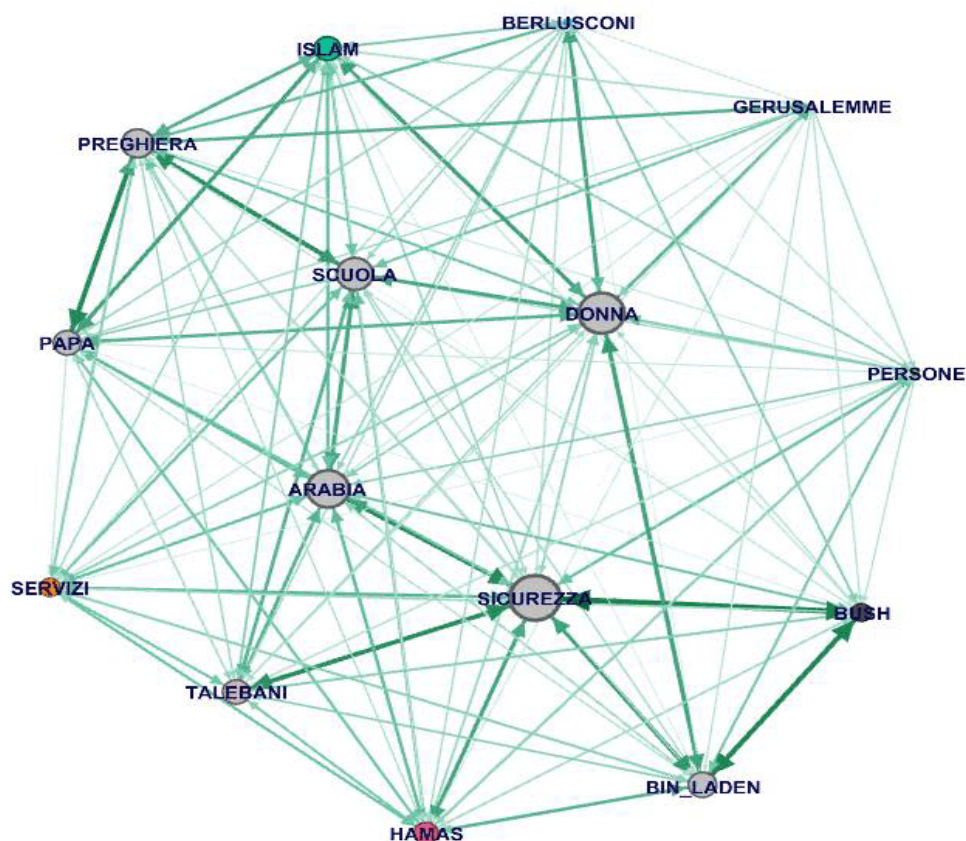 BERLUSCONI
ISLAM
GERUSALEMME
PREGHIERA
SCUOLA
DONNA
PAPA
PERSONE
ARABIA
SERVIZI
SICUREZZA
BUSH
TALEBANI
BIN_LADEN
HAMAS